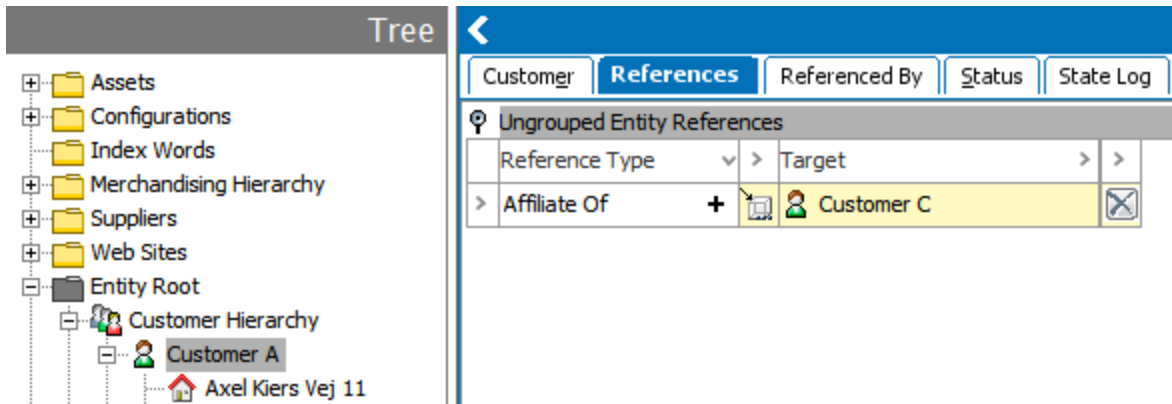 Tree
Assets
Configurations
Index Words
Merchandising Hierarchy
Suppliers
Web Sites
Entity Root
Customer Hierarchy
Customer A
Axel Kiers Vej 11
Customer References Referenced By Status State Log
Ungrouped Entity References
Reference Type > Target > >
> Affiliate Of + Customer C